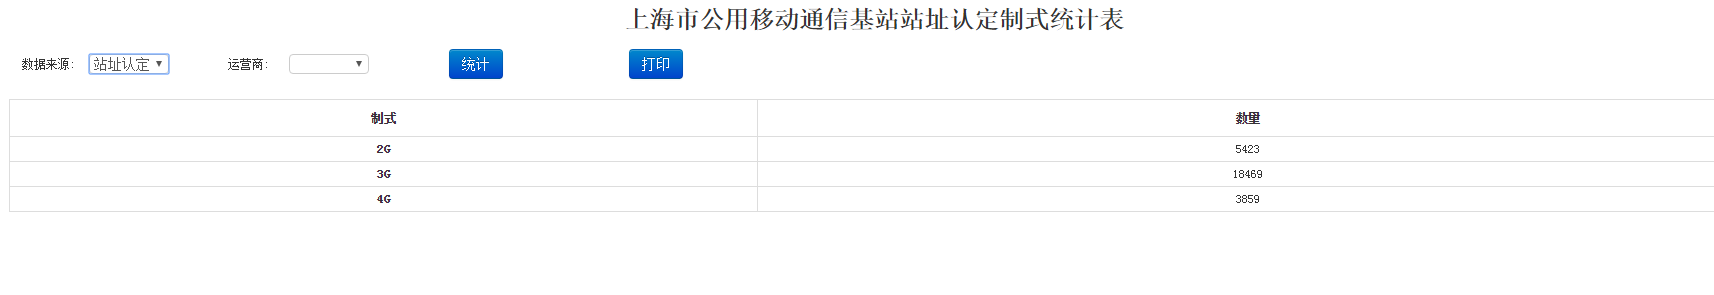 上海市公用移动通信基站站址认定制式统计表
数据来源： 站址认定 运营商： 统计 打印
制式 数量
2G 5423
3G 18469
4G 3859